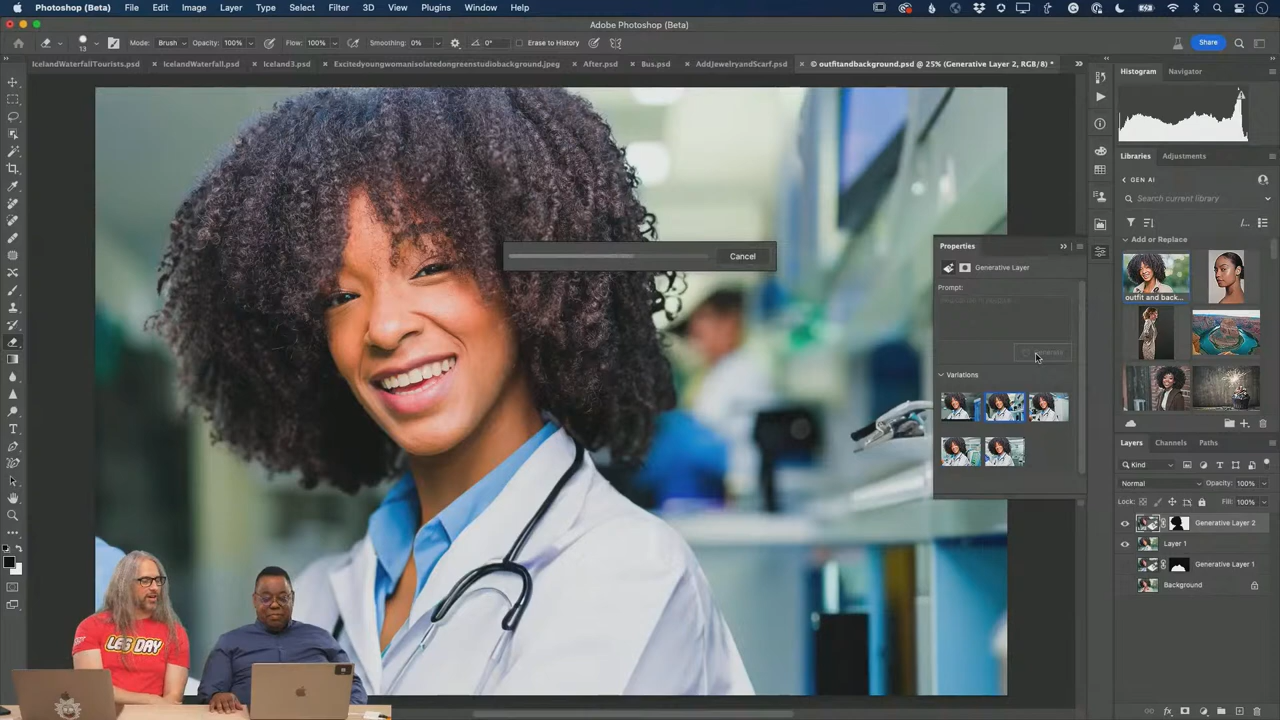 Photoshop (Beta) File Edit Image Layer Type Select Filter 3D View Plugins Window Help
Adobe Photoshop (Beta)
13 Mode: Brush Opacity: 100% Flow: 100% Smoothing: 0% 0° Erase to History Share
IcelandWaterfallTourists.psd × IcelandWaterfall.psd × Iceland3.psd × Excitedyoungwomanisolatedongreenstudiobackground.jpeg × After.psd × Bus.psd × AddJewelryandScarf.psd × © outfitandbackground.psd @ 25% (Generative Layer 2, RGB/8) *
Histogram Navigator
Libraries Adjustments
GEN AI
Search current library
Add or Replace
outfit and back...
Cancel
Properties
Generative Layer
Prompt:
Generate
Variations
Layers Channels Paths
Kind
Normal Opacity: 100%
Lock: Fill: 100%
Generative Layer 2
Layer 1
Generative Layer 1
Background
LEG DAY